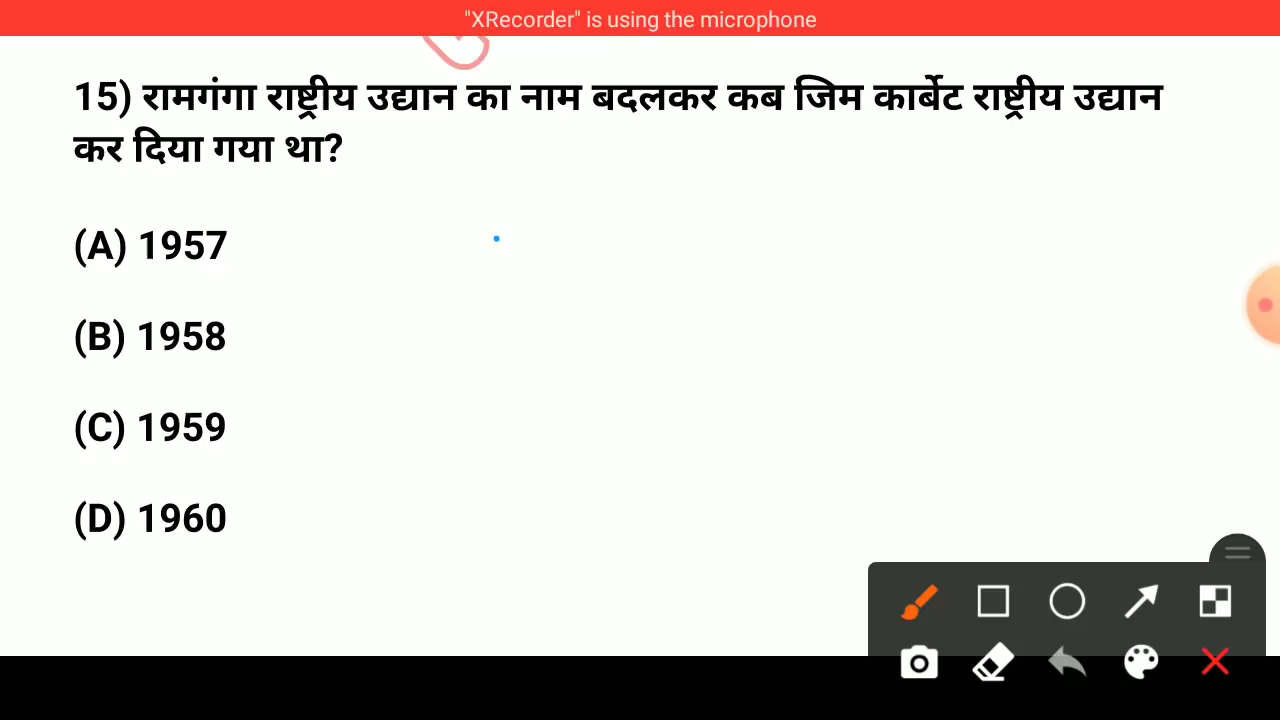 "XRecorder" is using the microphone
15) रामगंगा राष्ट्रीय उद्यान का नाम बदलकर कब जिम कार्बेट राष्ट्रीय उद्यान
कर दिया गया था?
(A) 1957
(B) 1958
(C) 1959
(D) 1960